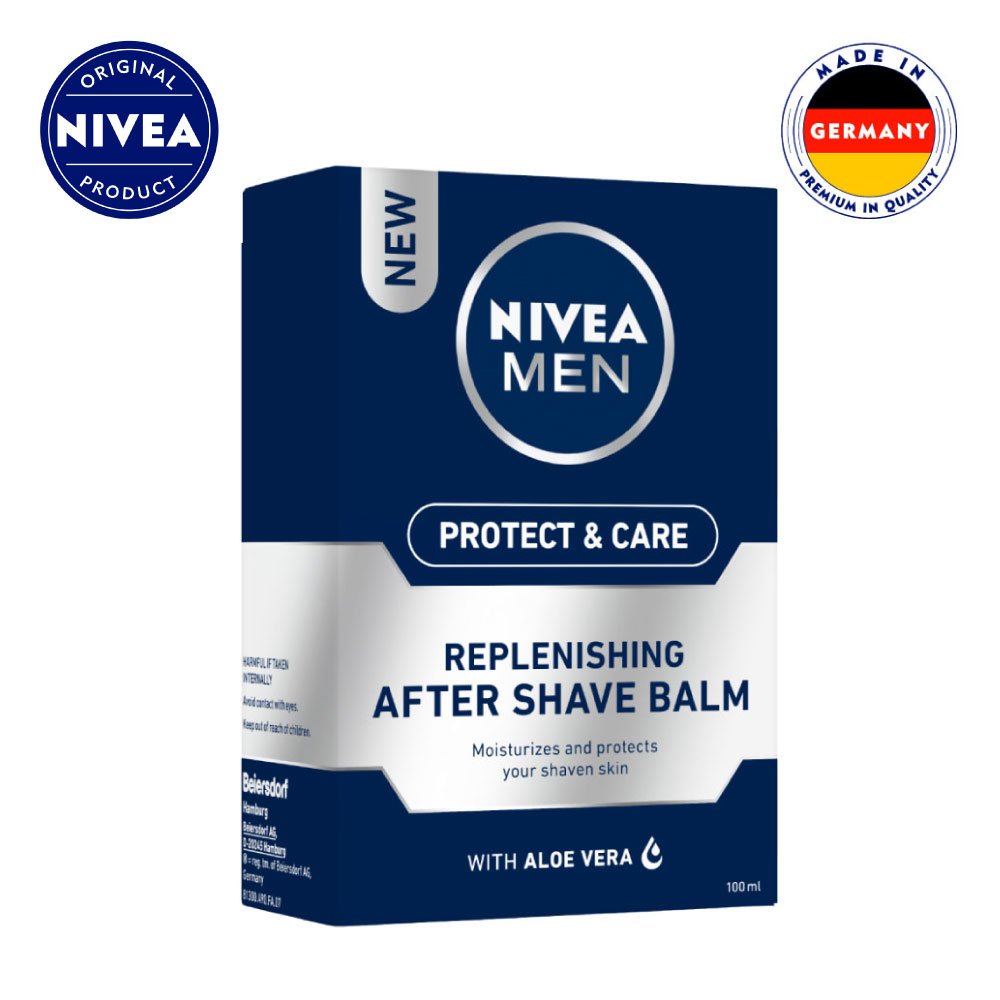 ORIGINAL
NIVEA
PRODUCT
MADE IN
GERMANY
PREMIUM IN QUALITY
NEW
NIVEA
MEN
PROTECT & CARE
REPLENISHING
AFTER SHAVE BALM
Moisturizes and protects
your shaven skin
WITH ALOE VERA
100 ml
HARMFUL IF TAKEN
INTERNALLY
Avoid contact with eyes.
Keep out of reach of children.
Beiersdorf
Hamburg
Beiersdorf AG,
D-20245 Hamburg
® = reg. tm. of Beiersdorf AG,
Germany